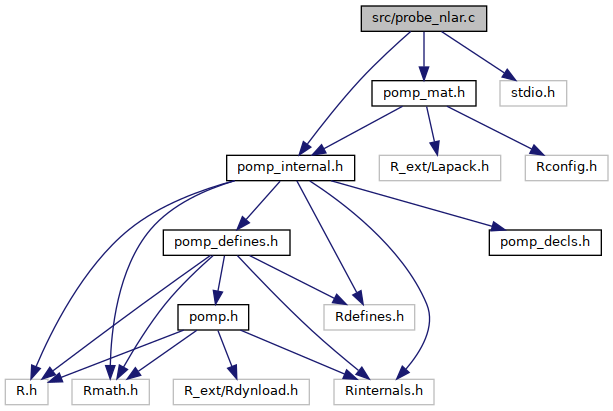 src/probe_nlar.c
pomp_mat.h
stdio.h
pomp_internal.h
R_ext/Lapack.h
Rconfig.h
pomp_defines.h
pomp_decls.h
pomp.h
Rdefines.h
R.h
Rmath.h
R_ext/Rdynload.h
Rinternals.h